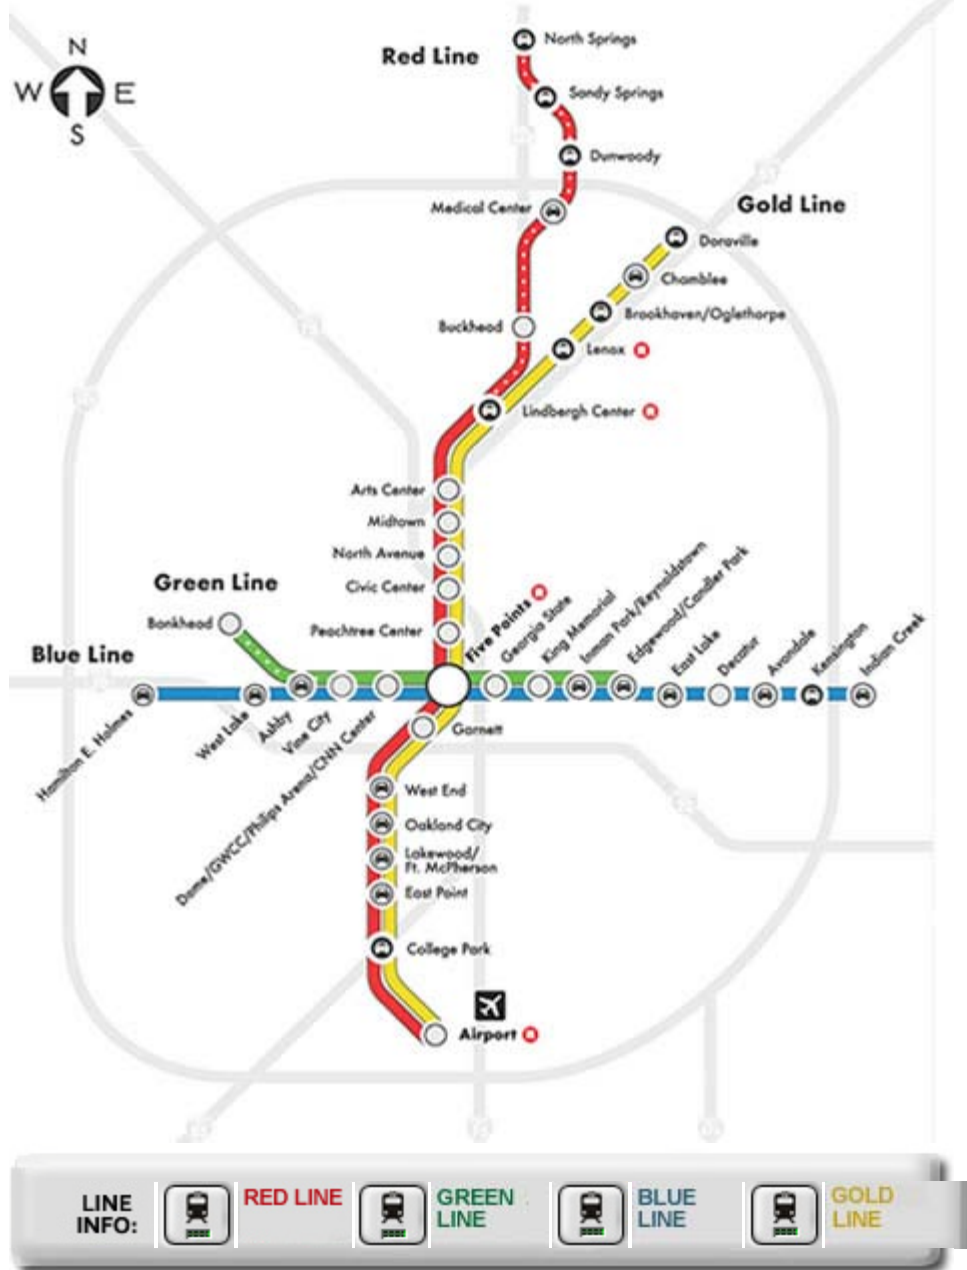 N
W E
S
Red Line
North Springs
Sandy Springs
Dunwoody
Medical Center
Gold Line
Doraville
Chamblee
Brookhaven/Oglethorpe
Buckhead
Lenox
Lindbergh Center
Arts Center
Midtown
North Avenue
Civic Center
Peachtree Center
Green Line
Bankhead
Blue Line
Hamilton E. Holmes
West Lake
Ashby
Vine City
Dome/GWCC/Philips Arena/CNN Center
Five Points
Georgia State
King Memorial
Inman Park/Reynoldstown
Edgewood/Candler Park
East Lake
Decatur
Avondale
Kensington
Indian Creek
Garnett
West End
Oakland City
Lakewood/
Ft. McPherson
East Point
College Park
Airport
LINE
INFO:
RED LINE
GREEN
LINE
BLUE
LINE
GOLD
LINE